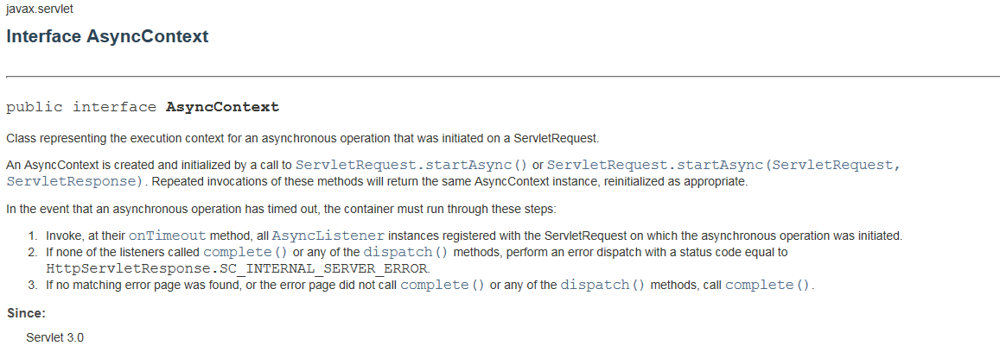 javax.servlet
Interface AsyncContext
public interface AsyncContext
Class representing the execution context for an asynchronous operation that was initiated on a ServletRequest.
An AsyncContext is created and initialized by a call to ServletRequest.startAsync() or ServletRequest.startAsync(ServletRequest,
ServletResponse). Repeated invocations of these methods will return the same AsyncContext instance, reinitialized as appropriate.
In the event that an asynchronous operation has timed out, the container must run through these steps:
1. Invoke, at their onTimeout method, all AsyncListener instances registered with the ServletRequest on which the asynchronous operation was initiated.
2. If none of the listeners called complete() or any of the dispatch() methods, perform an error dispatch with a status code equal to
HttpServletResponse.SC_INTERNAL_SERVER_ERROR.
3. If no matching error page was found, or the error page did not call complete() or any of the dispatch() methods, call complete().
Since:
Servlet 3.0